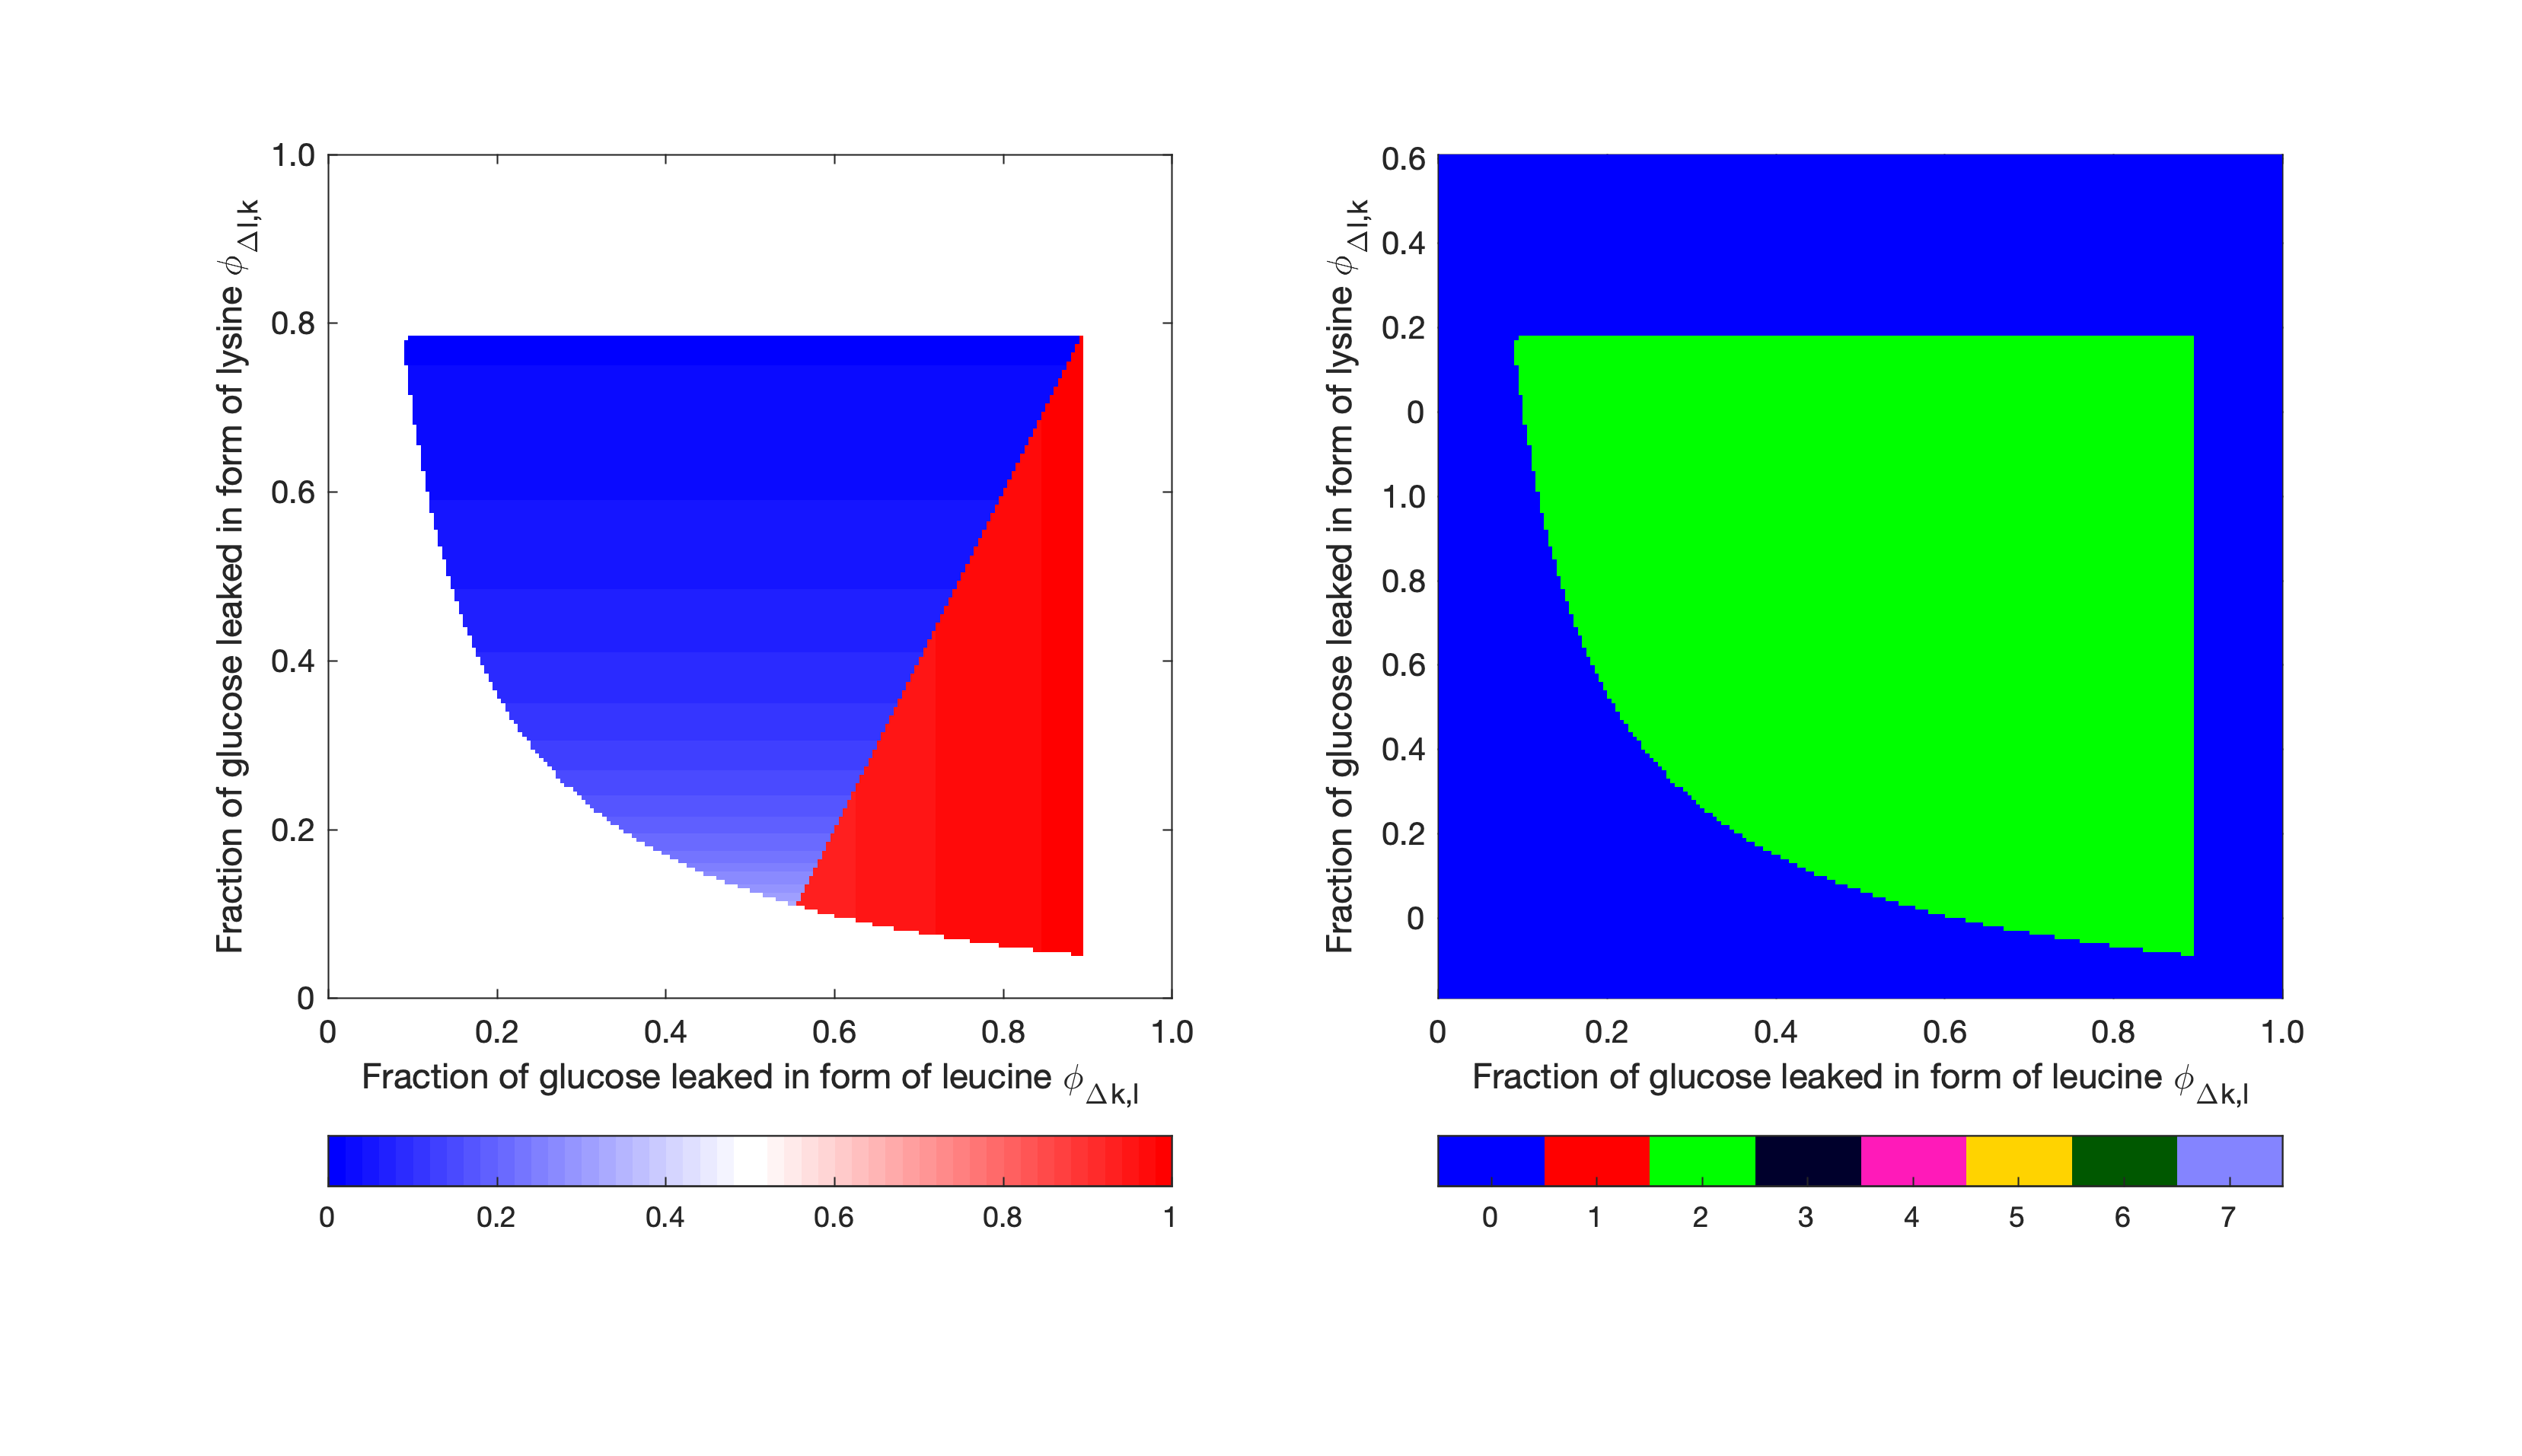 1.0
0.8
0.6
0.4
0.2
0
Fraction of glucose leaked in form of lysine ϕΔl,k
0 0.2 0.4 0.6 0.8 1.0
Fraction of glucose leaked in form of leucine ϕΔk,l
0 0.2 0.4 0.6 0.8 1
0.6
0.4
0.2
0
1.0
0.8
0.6
0.4
0.2
0
Fraction of glucose leaked in form of lysine ϕΔl,k
0 0.2 0.4 0.6 0.8 1.0
Fraction of glucose leaked in form of leucine ϕΔk,l
0 1 2 3 4 5 6 7